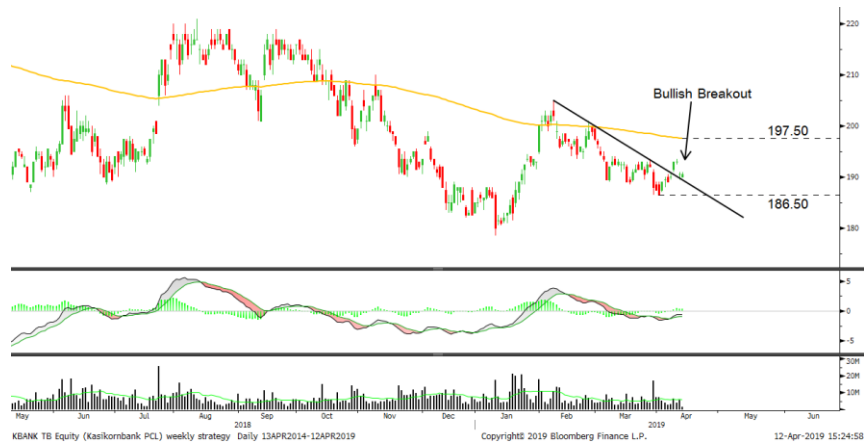 220
210
Bullish Breakout
200
197.50
190
186.50
180
5
0
-5
30M
20M
10M
May Jun Jul Aug Sep Oct Nov Dec Jan Feb Mar Apr May Jun
2018 2019
KBANK TB Equity (Kasikornbank PCL) weekly strategy Daily 13APR2014-12APR2019 Copyright© 2019 Bloomberg Finance L.P. 12-Apr-2019 15:24:58